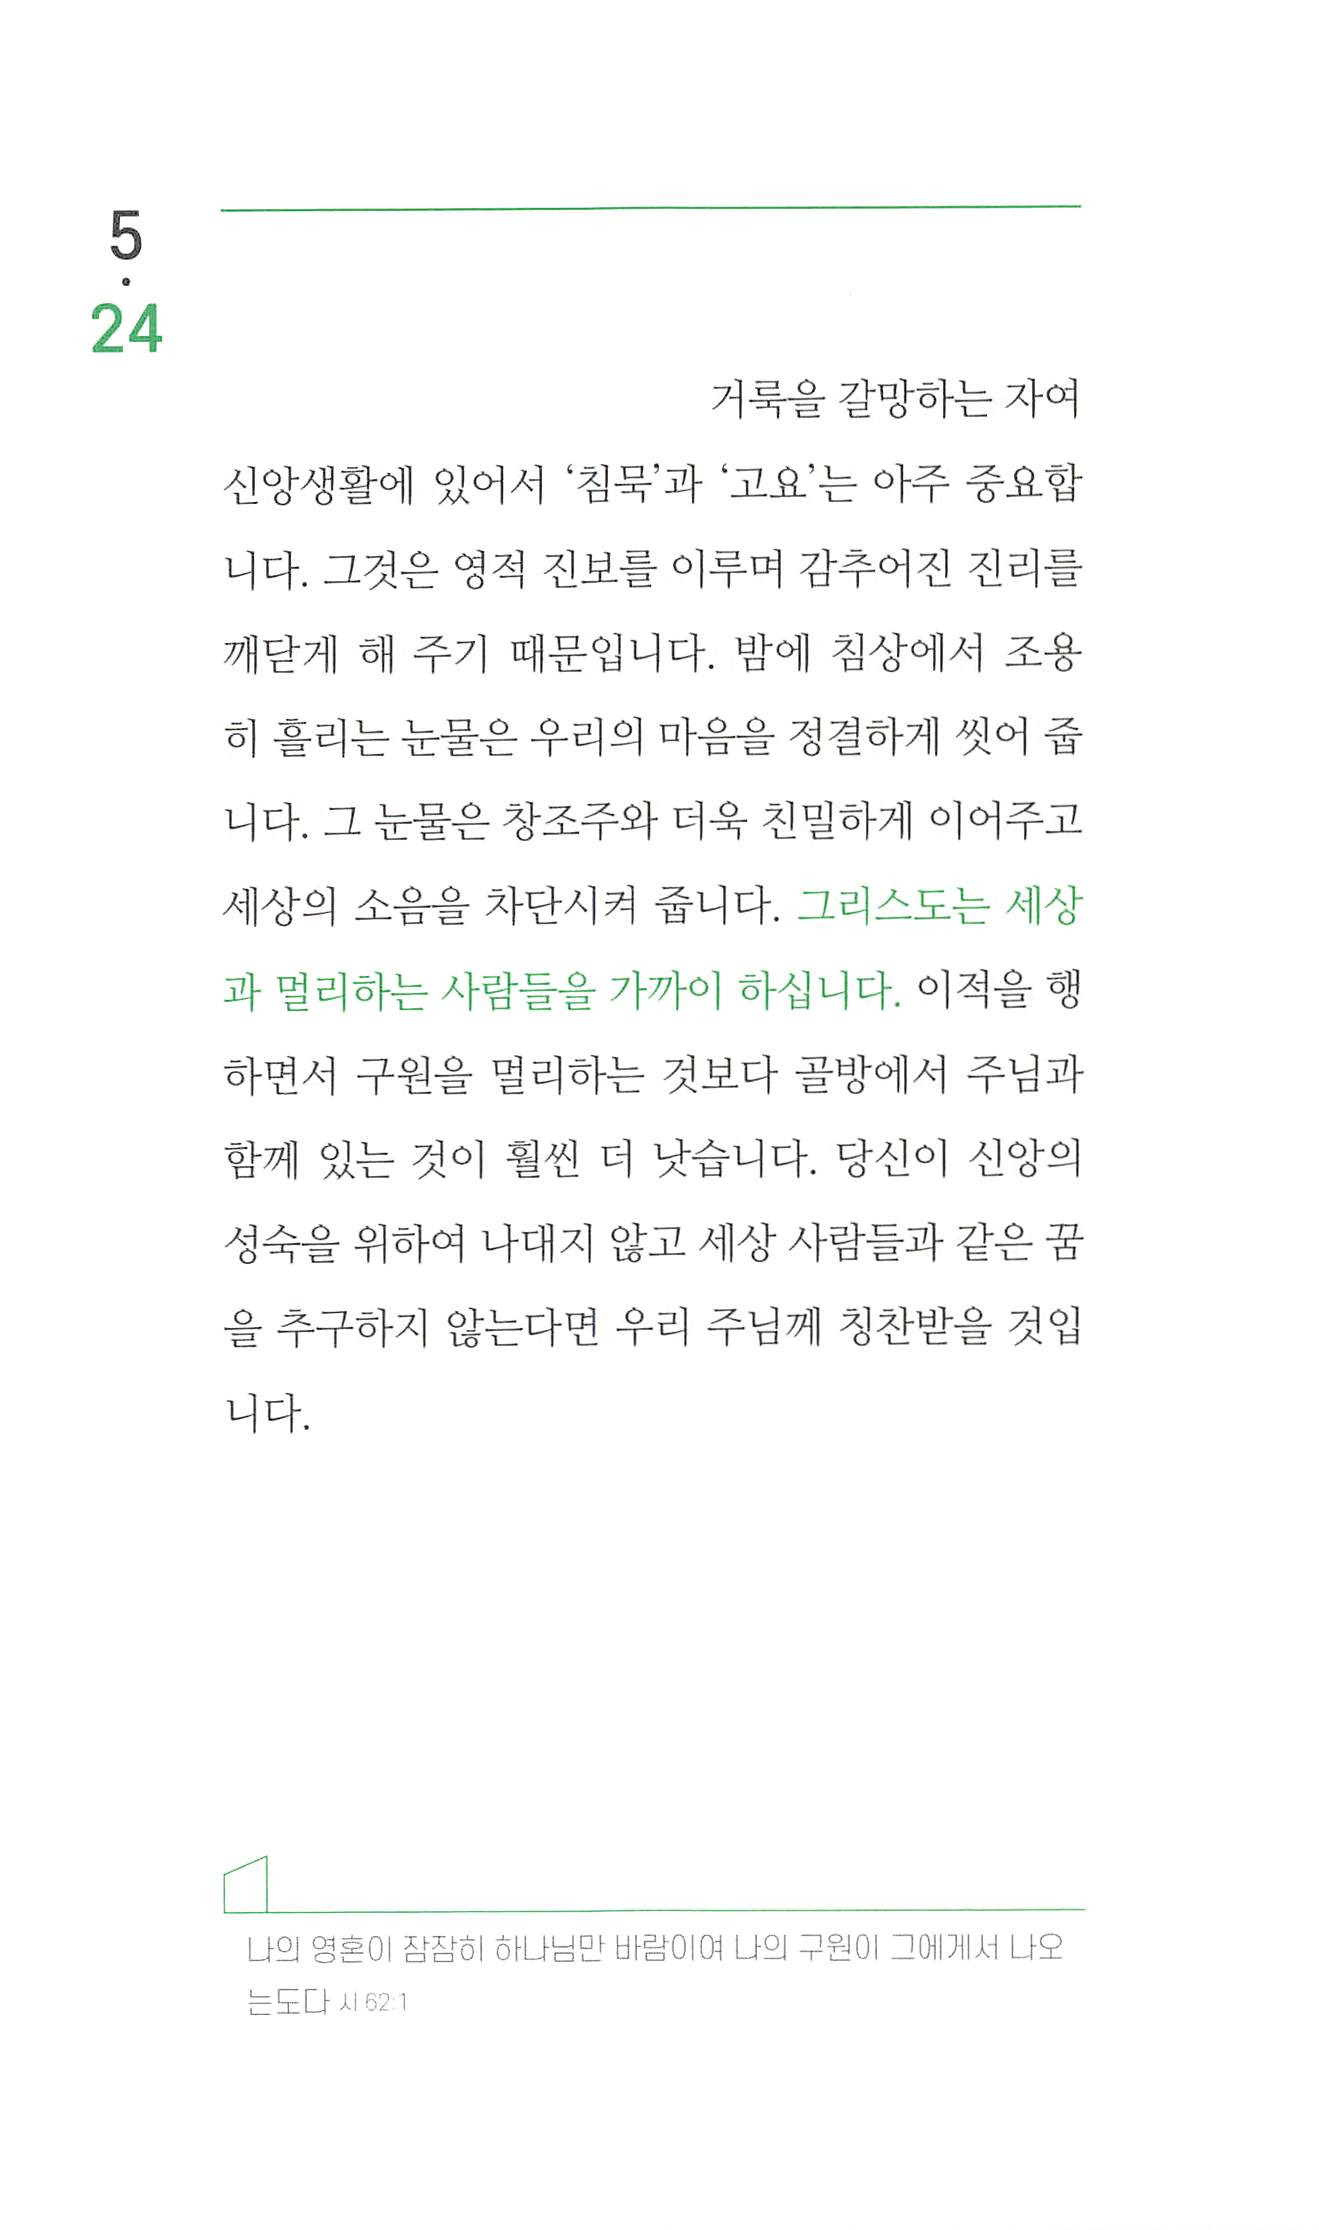 5
·
24
거룩을 갈망하는 자여
신앙생활에 있어서 ‘침묵’과 ‘고요’는 아주 중요합
니다. 그것은 영적 진보를 이루며 감추어진 진리를
깨닫게 해 주기 때문입니다. 밤에 침상에서 조용
히 흘리는 눈물은 우리의 마음을 정결하게 씻어 줍
니다. 그 눈물은 창조주와 더욱 친밀하게 이어주고
세상의 소음을 차단시켜 줍니다. 그리스도는 세상
과 멀리하는 사람들을 가까이 하십니다. 이적을 행
하면서 구원을 멀리하는 것보다 골방에서 주님과
함께 있는 것이 훨씬 더 낫습니다. 당신이 신앙의
성숙을 위하여 나대지 않고 세상 사람들과 같은 꿈
을 추구하지 않는다면 우리 주님께 칭찬받을 것입
니다.
나의 영혼이 잠잠히 하나님만 바람이여 나의 구원이 그에게서 나오
는도다 시 62:1